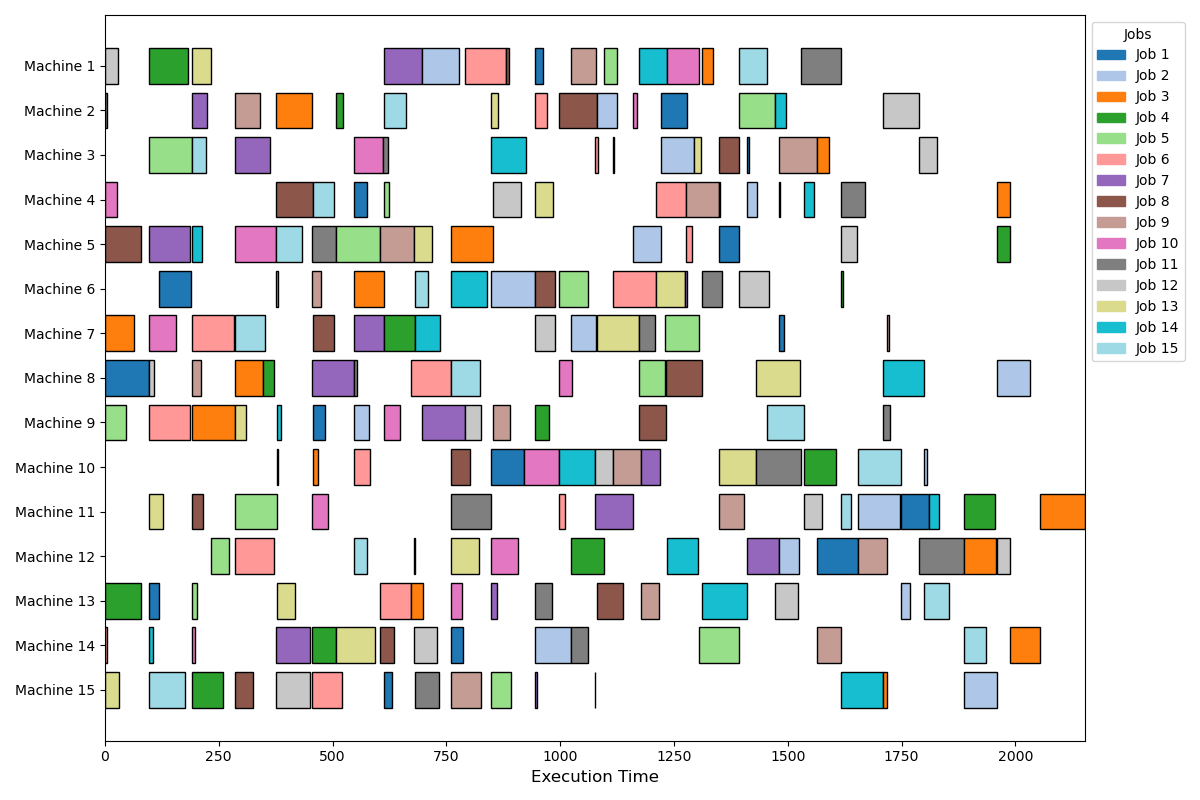 Machine 1
Machine 2
Machine 3
Machine 4
Machine 5
Machine 6
Machine 7
Machine 8
Machine 9
Machine 10
Machine 11
Machine 12
Machine 13
Machine 14
Machine 15
0 250 500 750 1000 1250 1500 1750 2000
Execution Time
Jobs
Job 1
Job 2
Job 3
Job 4
Job 5
Job 6
Job 7
Job 8
Job 9
Job 10
Job 11
Job 12
Job 13
Job 14
Job 15